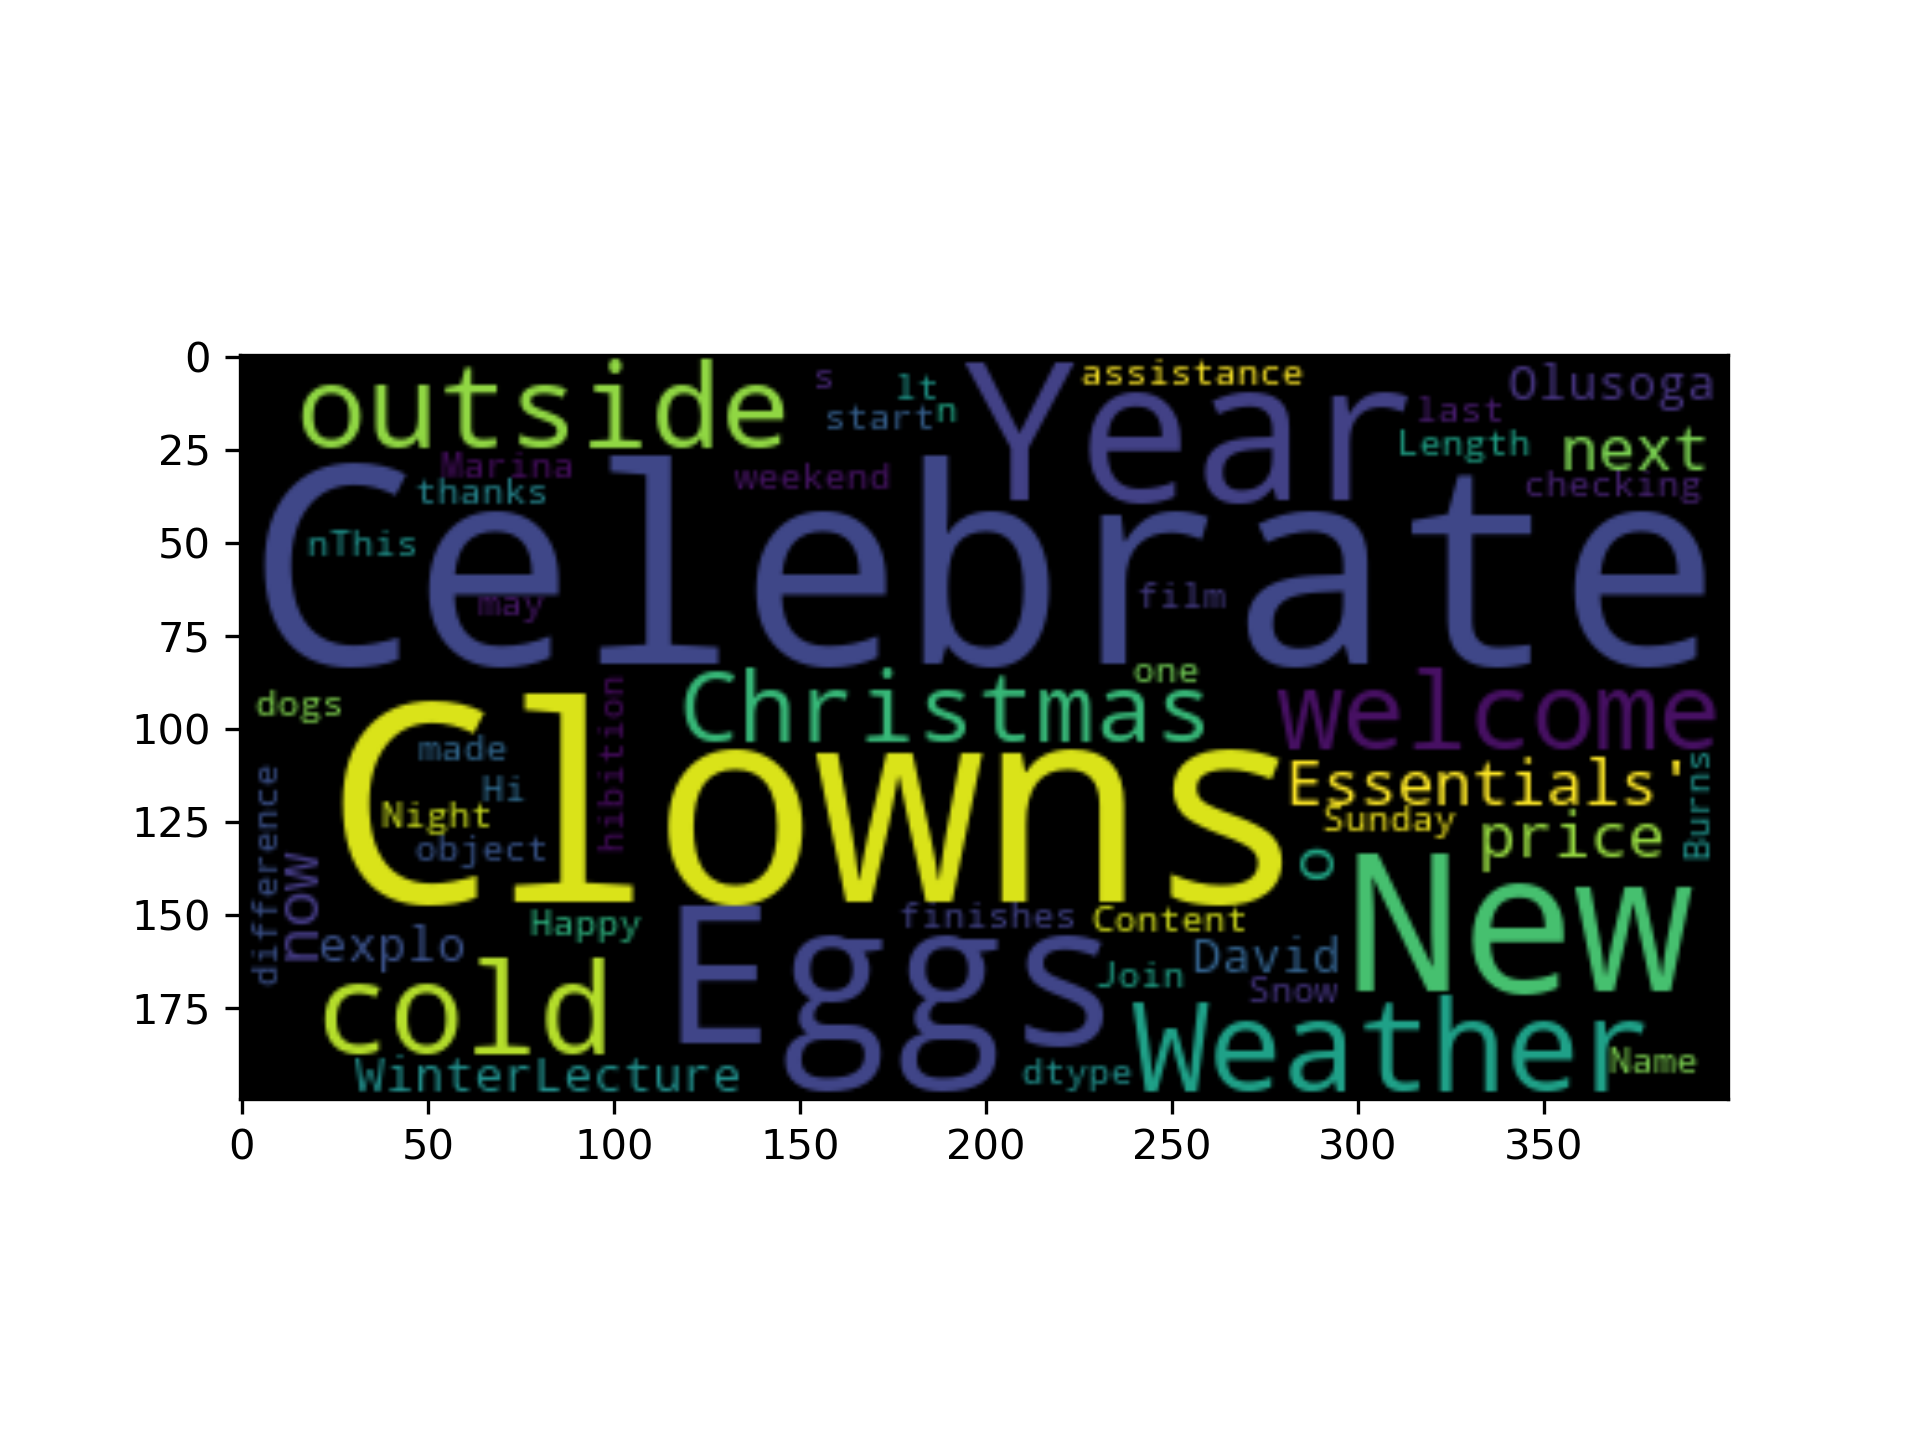 0
25
50
75
100
125
150
175
outside
s
lt
start
n
Year
assistance
last
Olusoga
Length
next
Marina
thanks
weekend
checking
Celebrate
nThis
may
film
one
dogs
Christmas
welcome
Clowns
hibition
made
Hi
Night
object
Essentials'
Sunday
Burns
price
o
New
difference
now
explo
Happy
finishes
Content
David
Join
Snow
cold
Eggs
Weather
Name
WinterLecture
dtype
0 50 100 150 200 250 300 350